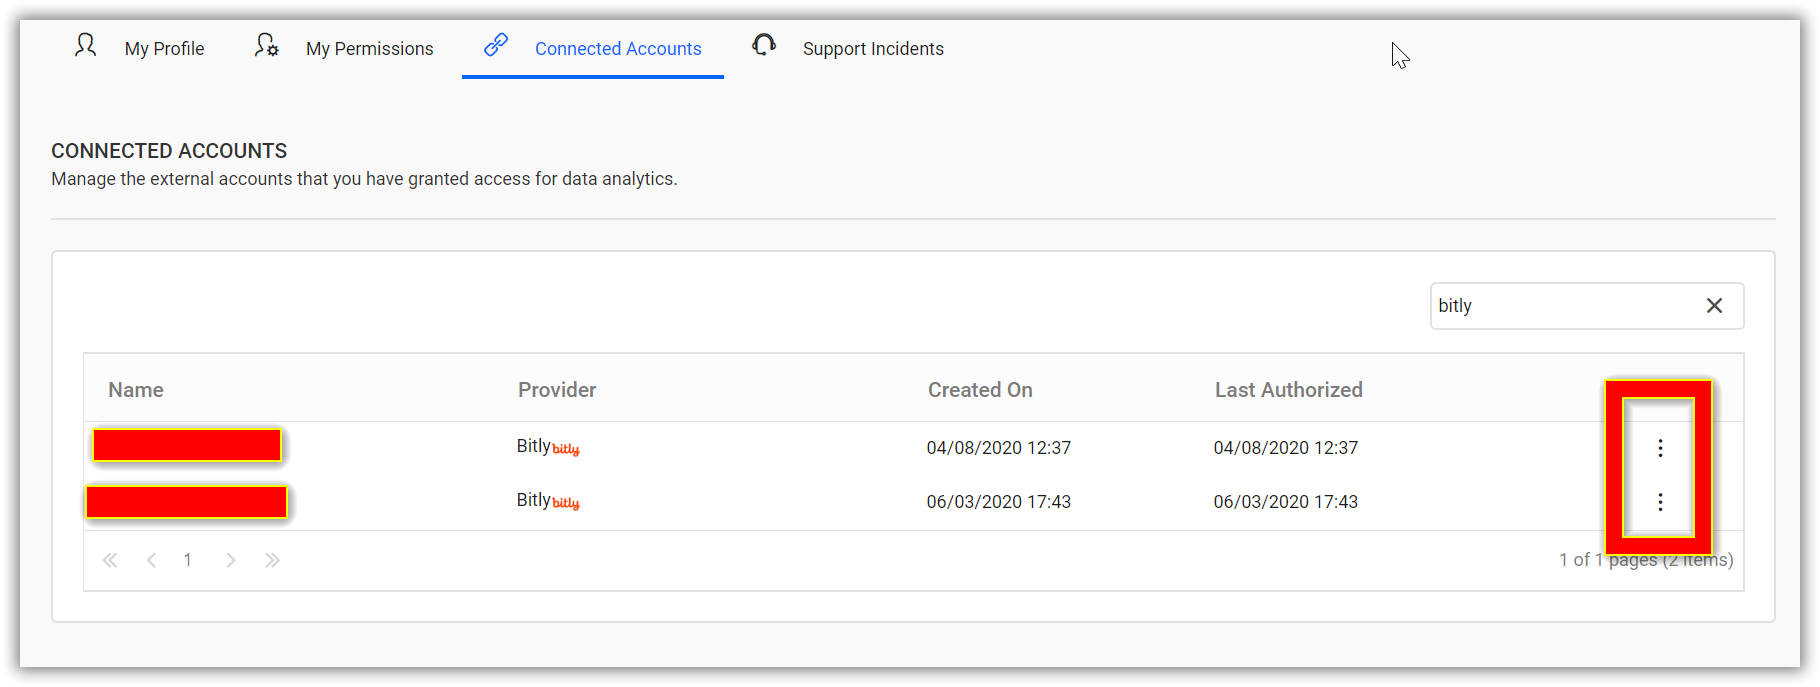 My Profile My Permissions Connected Accounts Support Incidents
CONNECTED ACCOUNTS
Manage the external accounts that you have granted access for data analytics.
bitly
Name Provider Created On Last Authorized
Bitly bitly 04/08/2020 12:37 04/08/2020 12:37
Bitly bitly 06/03/2020 17:43 06/03/2020 17:43
1 1 of 1 pages (2 items)